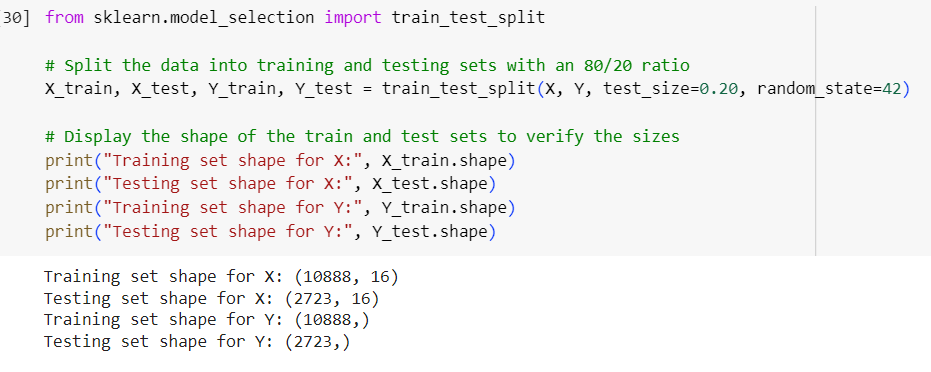 30] from sklearn.model_selection import train_test_split
# Split the data into training and testing sets with an 80/20 ratio
X_train, X_test, Y_train, Y_test = train_test_split(X, Y, test_size=0.20, random_state=42)
# Display the shape of the train and test sets to verify the sizes
print("Training set shape for X:", X_train.shape)
print("Testing set shape for X:", X_test.shape)
print("Training set shape for Y:", Y_train.shape)
print("Testing set shape for Y:", Y_test.shape)
Training set shape for X: (10888, 16)
Testing set shape for X: (2723, 16)
Training set shape for Y: (10888,)
Testing set shape for Y: (2723,)